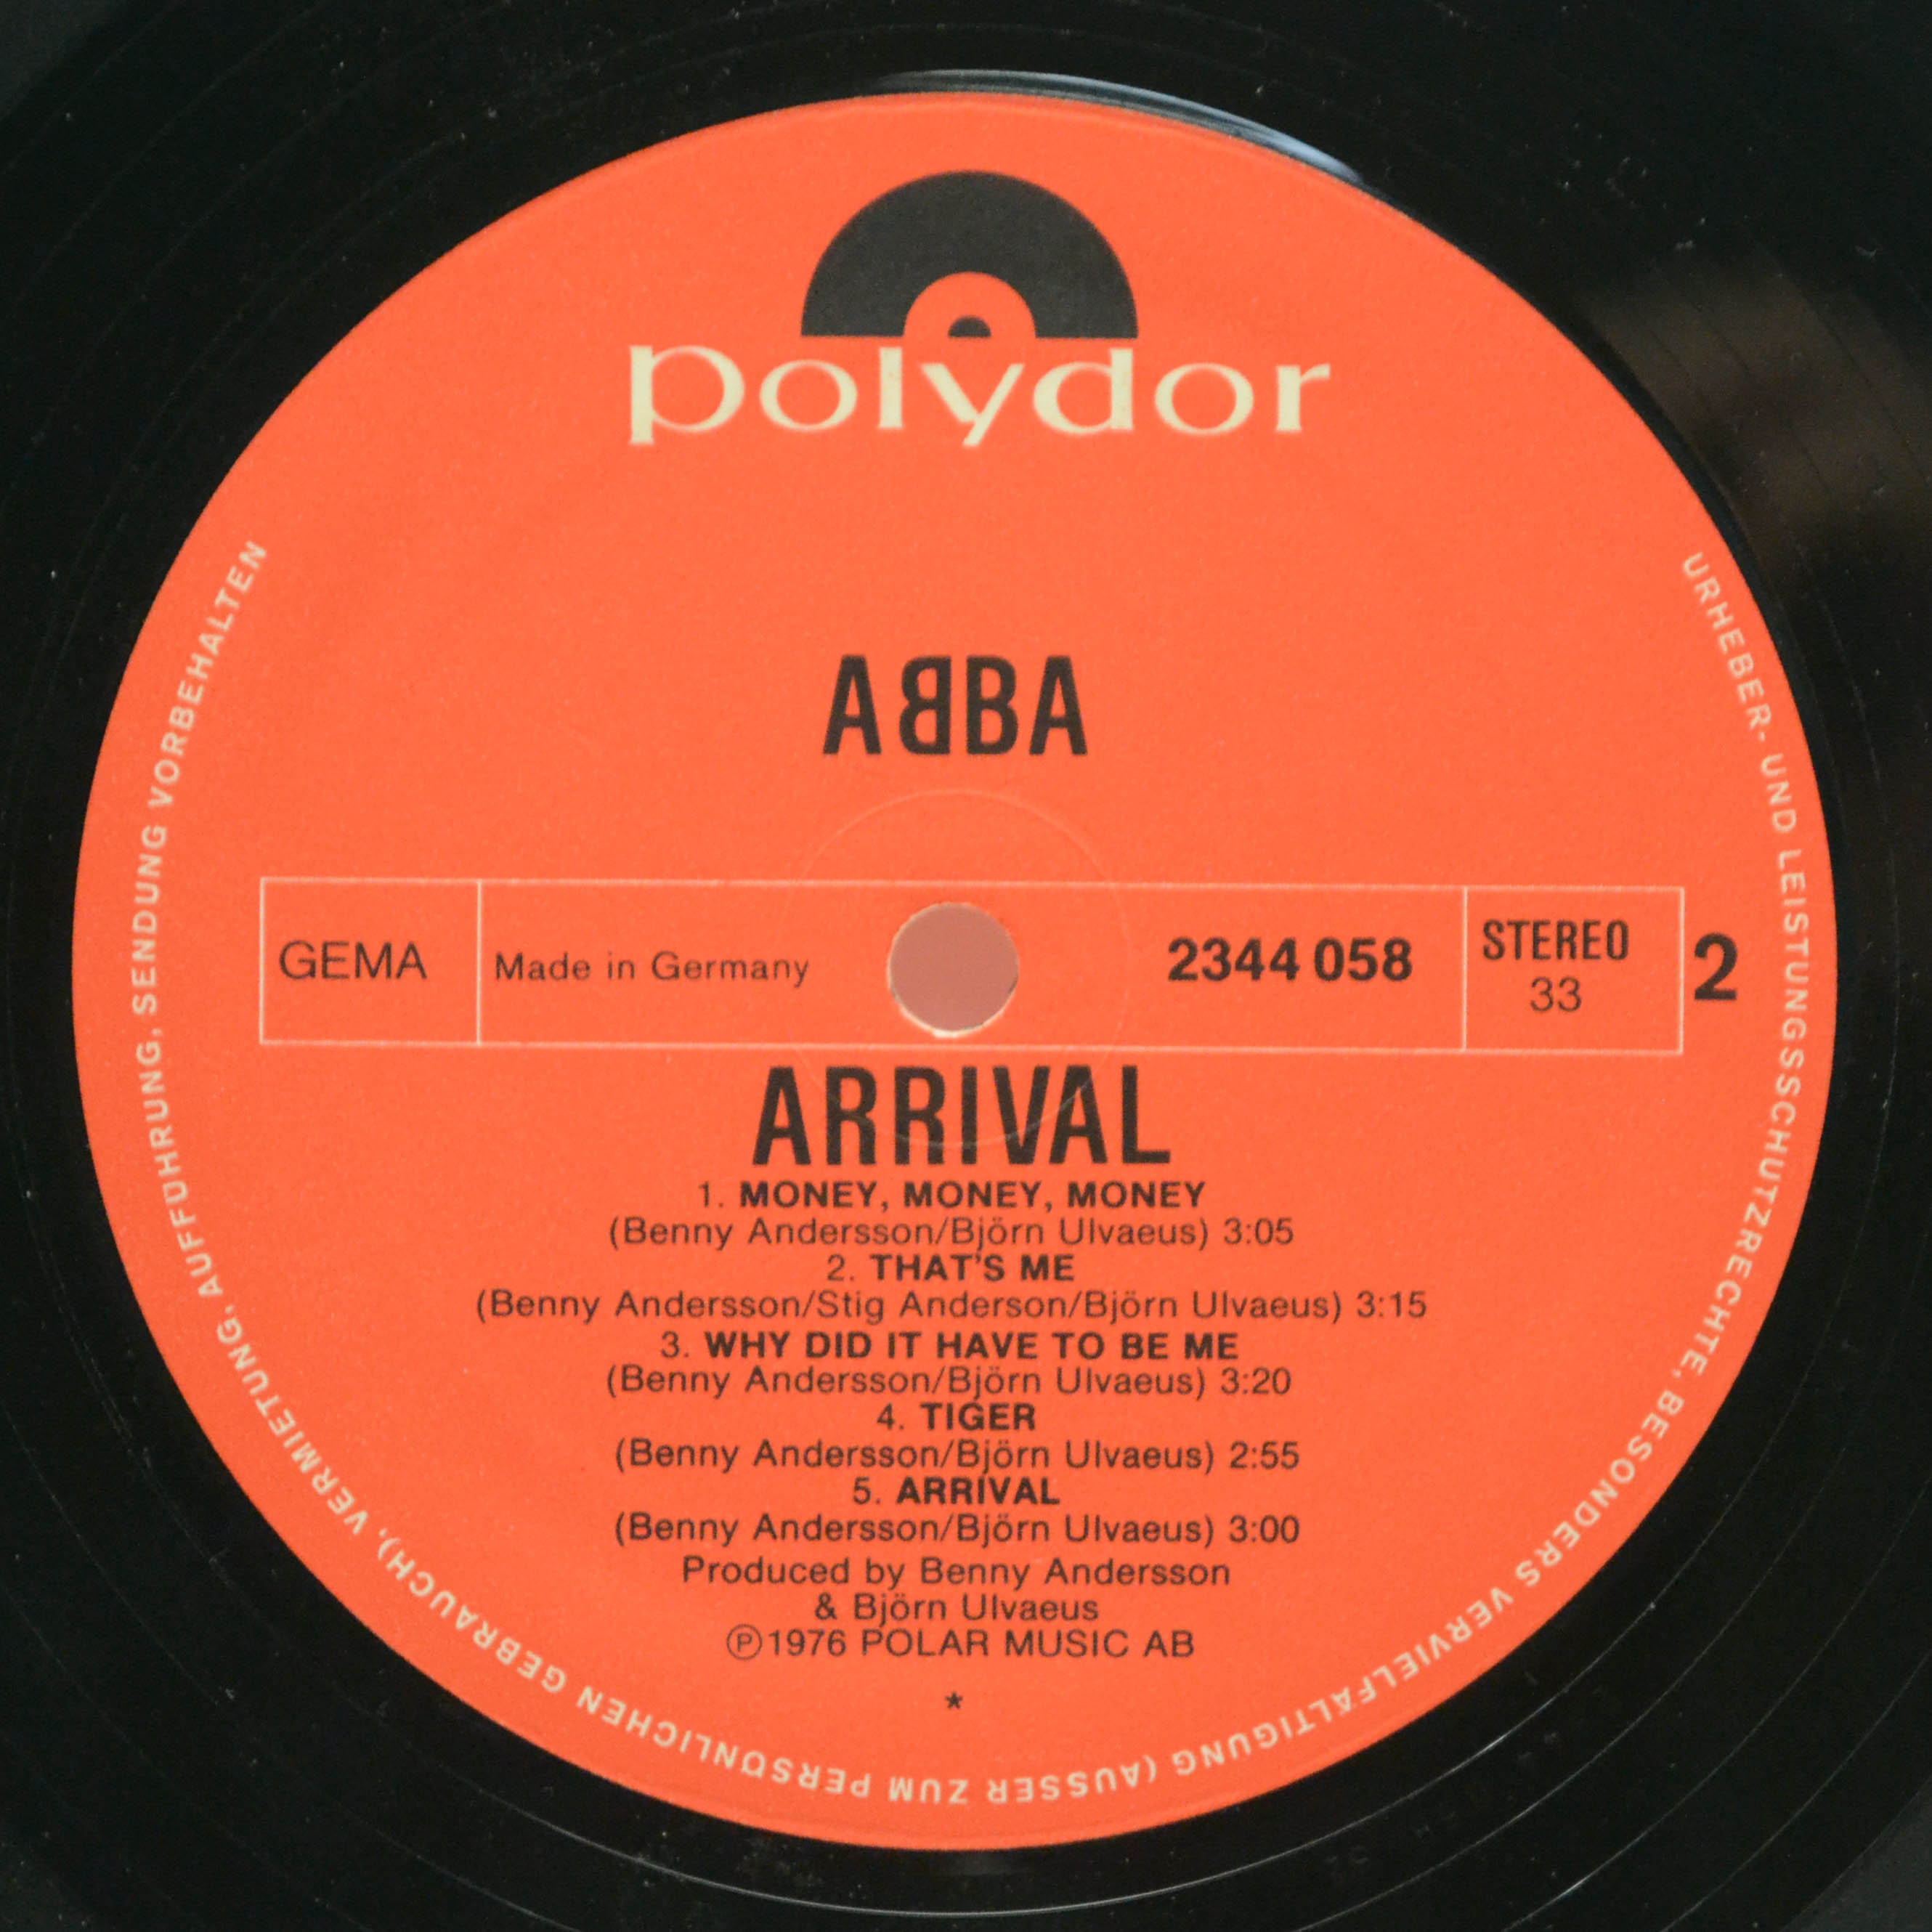 polydor
AᗺBA
GEMA
Made in Germany
2344 058
STEREO
33
2
ARRIVAL
1. MONEY, MONEY, MONEY
(Benny Andersson/Björn Ulvaeus) 3:05
2. THAT'S ME
(Benny Andersson/Stig Anderson/Björn Ulvaeus) 3:15
3. WHY DID IT HAVE TO BE ME
(Benny Andersson/Björn Ulvaeus) 3:20
4. TIGER
(Benny Andersson/Björn Ulvaeus) 2:55
5. ARRIVAL
(Benny Andersson/Björn Ulvaeus) 3:00
Produced by Benny Andersson
& Björn Ulvaeus
℗1976 POLAR MUSIC AB
*
URHEBER- UND LEISTUNGSSCHUTZRECHTE, BESONDERS VERVIELFÄLTIGUNG (AUSSER ZUM PERSÖNLICHEN GEBRAUCH), VERMIETUNG, AUFFÜHRUNG, SENDUNG VORBEHALTEN